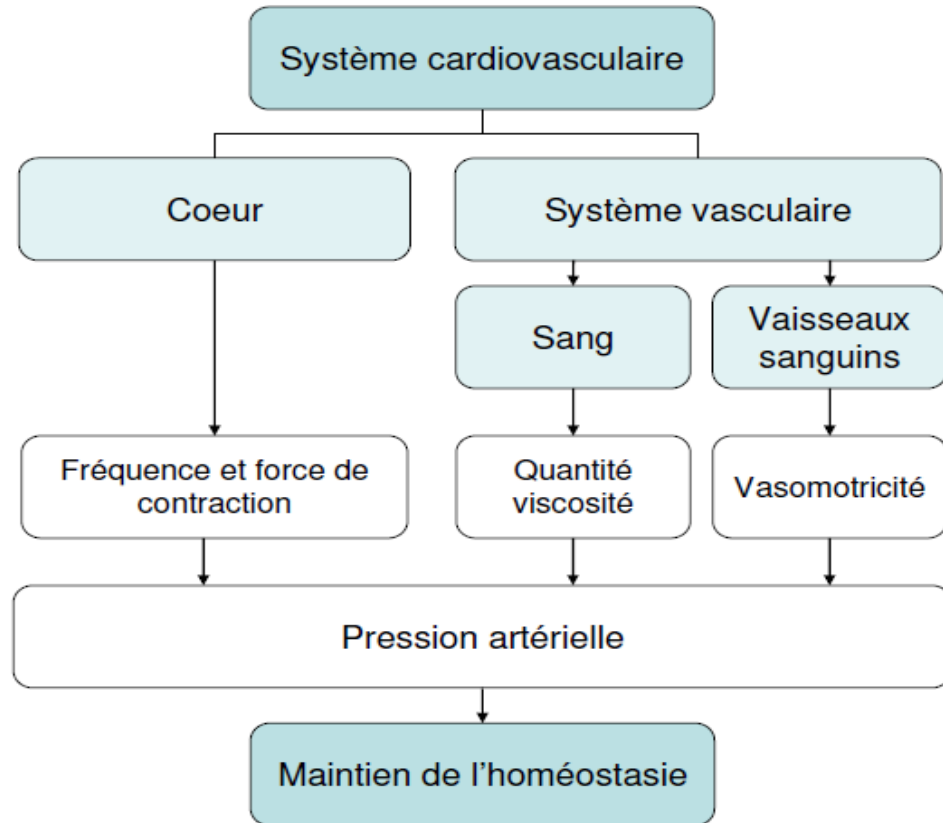 Système cardiovasculaire
Coeur
Système vasculaire
Sang
Vaisseaux
sanguins
Fréquence et force de
contraction
Quantité
viscosité
Vasomotricité
Pression artérielle
Maintien de l'homéostasie